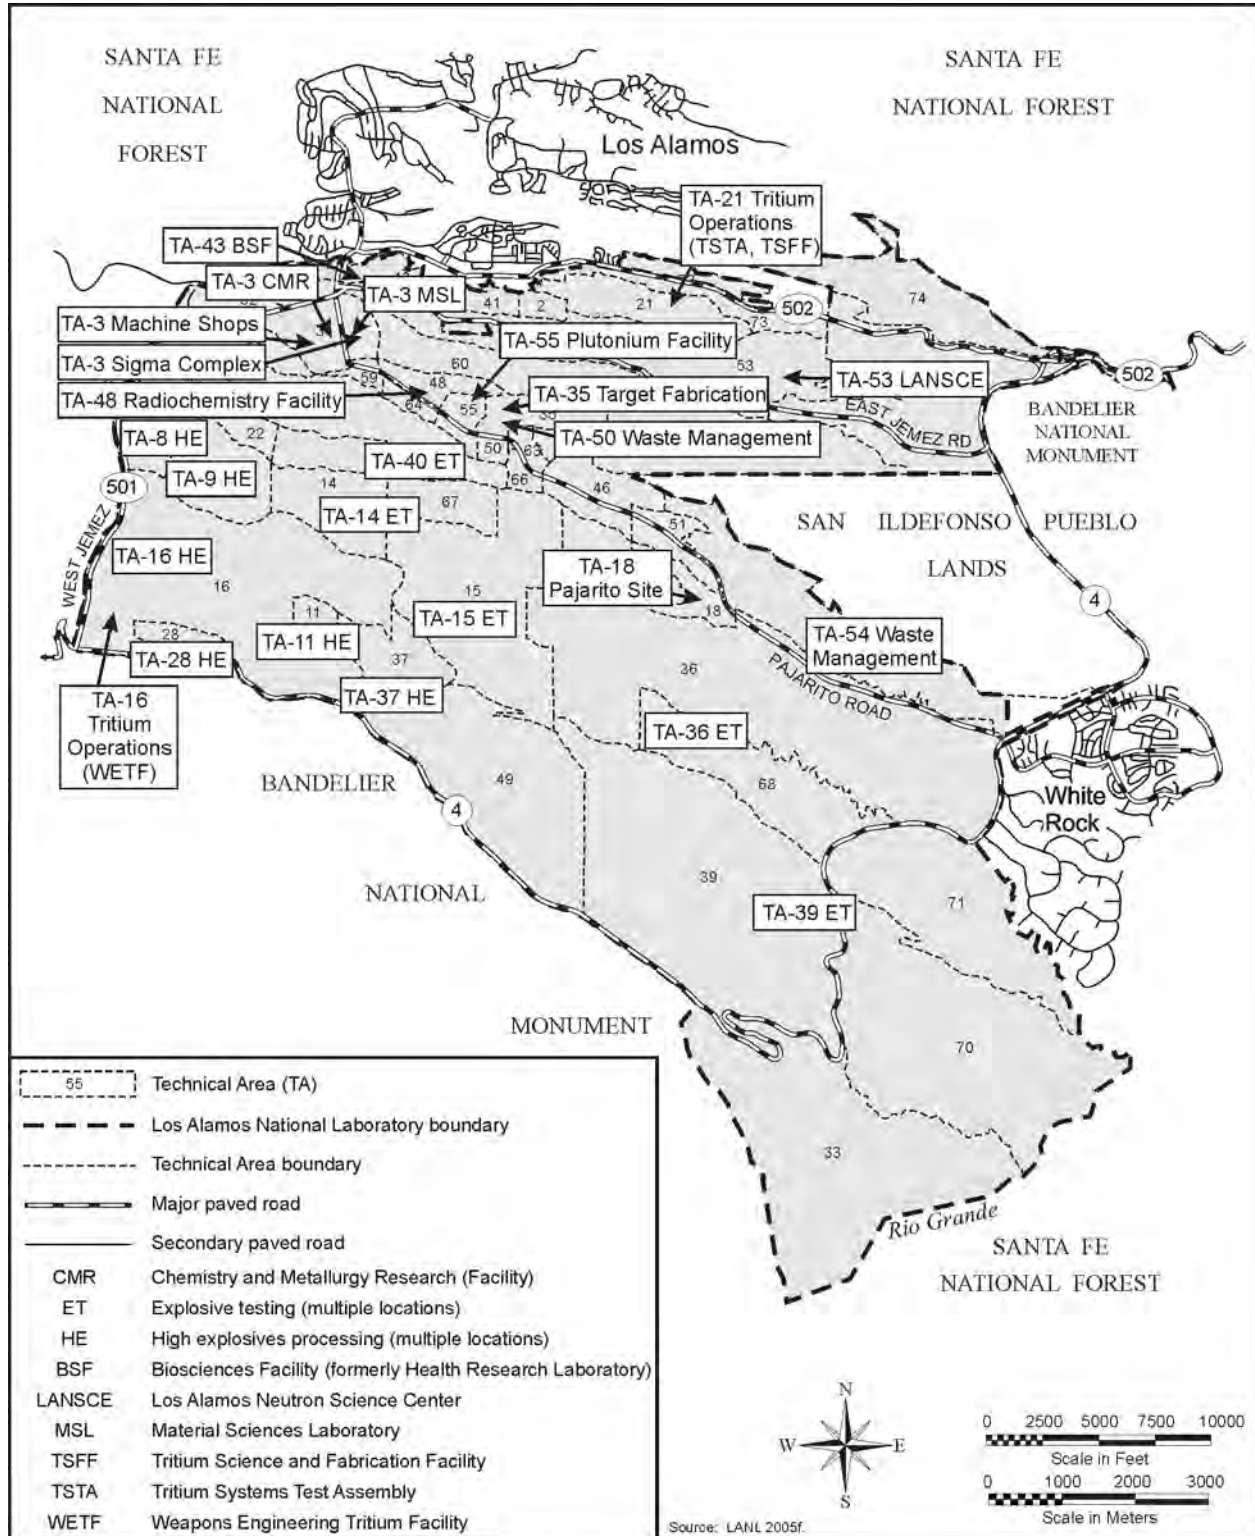 SANTA FE
NATIONAL
FOREST
SANTA FE
NATIONAL FOREST
Los Alamos
TA-21 Tritium
Operations
(TSTA, TSFF)
TA-43 BSF
TA-3 CMR
TA-3 MSL
41
2
21
73
74
502
TA-3 Machine Shops
TA-3 Sigma Complex
TA-55 Plutonium Facility
60
53
59
48
TA-53 LANSCE
502
TA-48 Radiochemistry Facility
64
55
TA-35 Target Fabrication
35
EAST
JEMEZ RD
BANDELIER
NATIONAL
MONUMENT
TA-8 HE
22
TA-50 Waste Management
50
63
TA-40 ET
TA-9 HE
501
14
66
46
67
TA-14 ET
51
SAN ILDEFONSO PUEBLO
LANDS
WEST JEMEZ
TA-16 HE
16
TA-18
Pajarito Site
18
15
TA-15 ET
4
11
TA-11 HE
28
TA-28 HE
37
TA-37 HE
36
TA-54 Waste
Management
PAJARITO ROAD
TA-16
Tritium
Operations
(WETF)
TA-36 ET
BANDELIER
49
68
4
White
Rock
NATIONAL
39
TA-39 ET
71
MONUMENT
70
33
Rio Grande
SANTA FE
NATIONAL FOREST
55 Technical Area (TA)
Los Alamos National Laboratory boundary
Technical Area boundary
Major paved road
Secondary paved road
CMR Chemistry and Metallurgy Research (Facility)
ET Explosive testing (multiple locations)
HE High explosives processing (multiple locations)
BSF Biosciences Facility (formerly Health Research Laboratory)
LANSCE Los Alamos Neutron Science Center
MSL Material Sciences Laboratory
TSFF Tritium Science and Fabrication Facility
TSTA Tritium Systems Test Assembly
WETF Weapons Engineering Tritium Facility
N
W E
S
0 2500 5000 7500 10000
Scale in Feet
0 1000 2000 3000
Scale in Meters
Source: LANL 2005f.